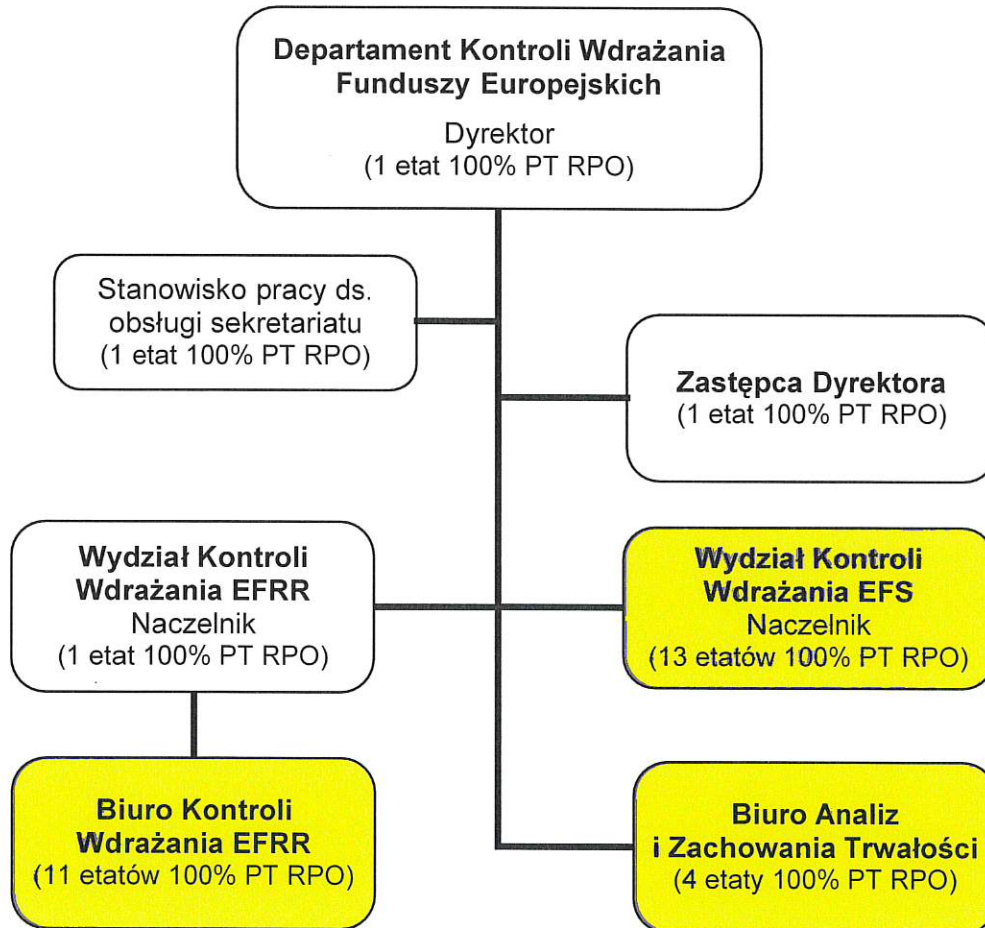 Departament Kontroli Wdrażania
Funduszy Europejskich
Dyrektor
(1 etat 100% PT RPO)
Stanowisko pracy ds.
obsługi sekretariatu
(1 etat 100% PT RPO)
Zastępca Dyrektora
(1 etat 100% PT RPO)
Wydział Kontroli
Wdrażania EFRR
Naczelnik
(1 etat 100% PT RPO)
Wydział Kontroli
Wdrażania EFS
Naczelnik
(13 etatów 100% PT RPO)
Biuro Kontroli
Wdrażania EFRR
(11 etatów 100% PT RPO)
Biuro Analiz
i Zachowania Trwałości
(4 etaty 100% PT RPO)